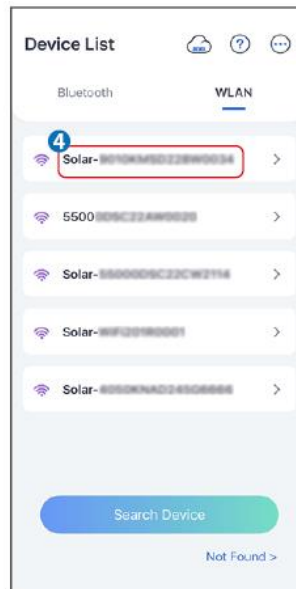 Device List
Bluetooth WLAN
4
Solar-
5500
Solar-
Solar-
Solar-
Search Device
Not Found >